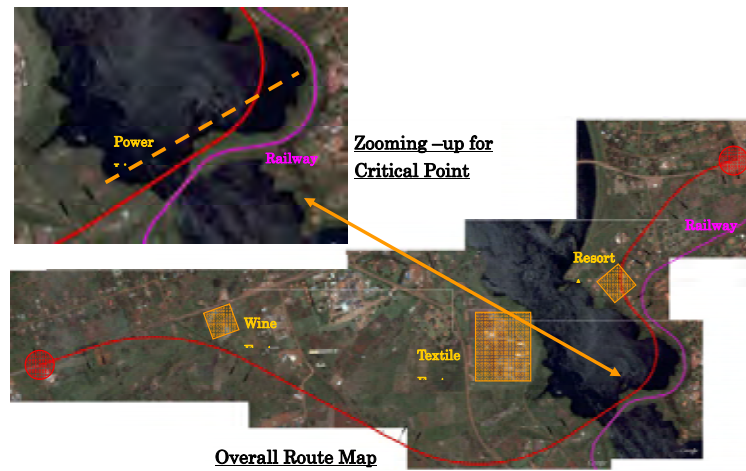 Power
Railway
Zooming –up for
Critical Point
Railway
Resort
Wine
Textile
Overall Route Map